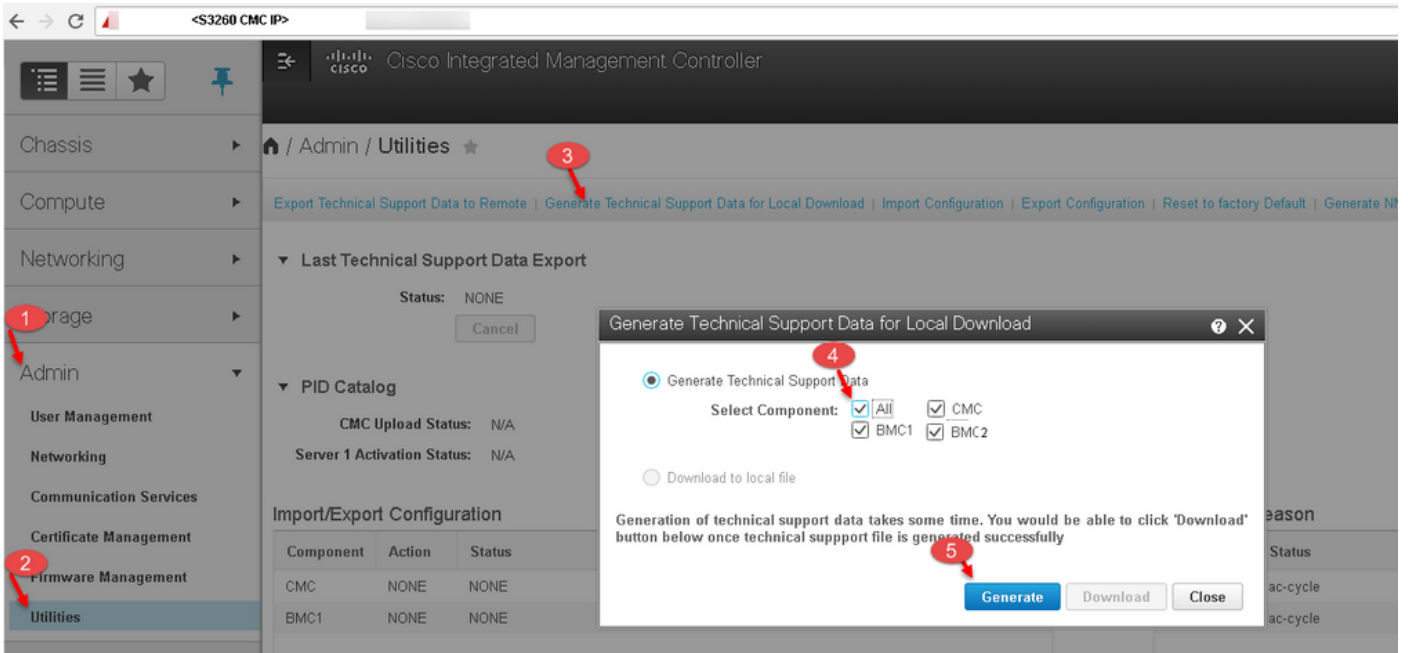 <S3260 CMC IP>
cisco Cisco Integrated Management Controller
Chassis
Compute
Networking
Storage
Admin
User Management
Networking
Communication Services
Certificate Management
Firmware Management
Utilities
/ Admin / Utilities
Export Technical Support Data to Remote | Generate Technical Support Data for Local Download | Import Configuration | Export Configuration | Reset to factory Default | Generate
Last Technical Support Data Export
Status: NONE
Cancel
PID Catalog
CMC Upload Status: N/A
Server 1 Activation Status: N/A
Import/Export Configuration
Component Action Status
CMC NONE NONE
BMC1 NONE NONE
Generate Technical Support Data for Local Download
Generate Technical Support Data
Select Component: All CMC
BMC1 BMC2
Download to local file
Generation of technical support data takes some time. You would be able to click 'Download'
button below once technical suppport file is generated successfully
Generate Download Close
Status
ac-cycle
ac-cycle
1
2
3
4
5